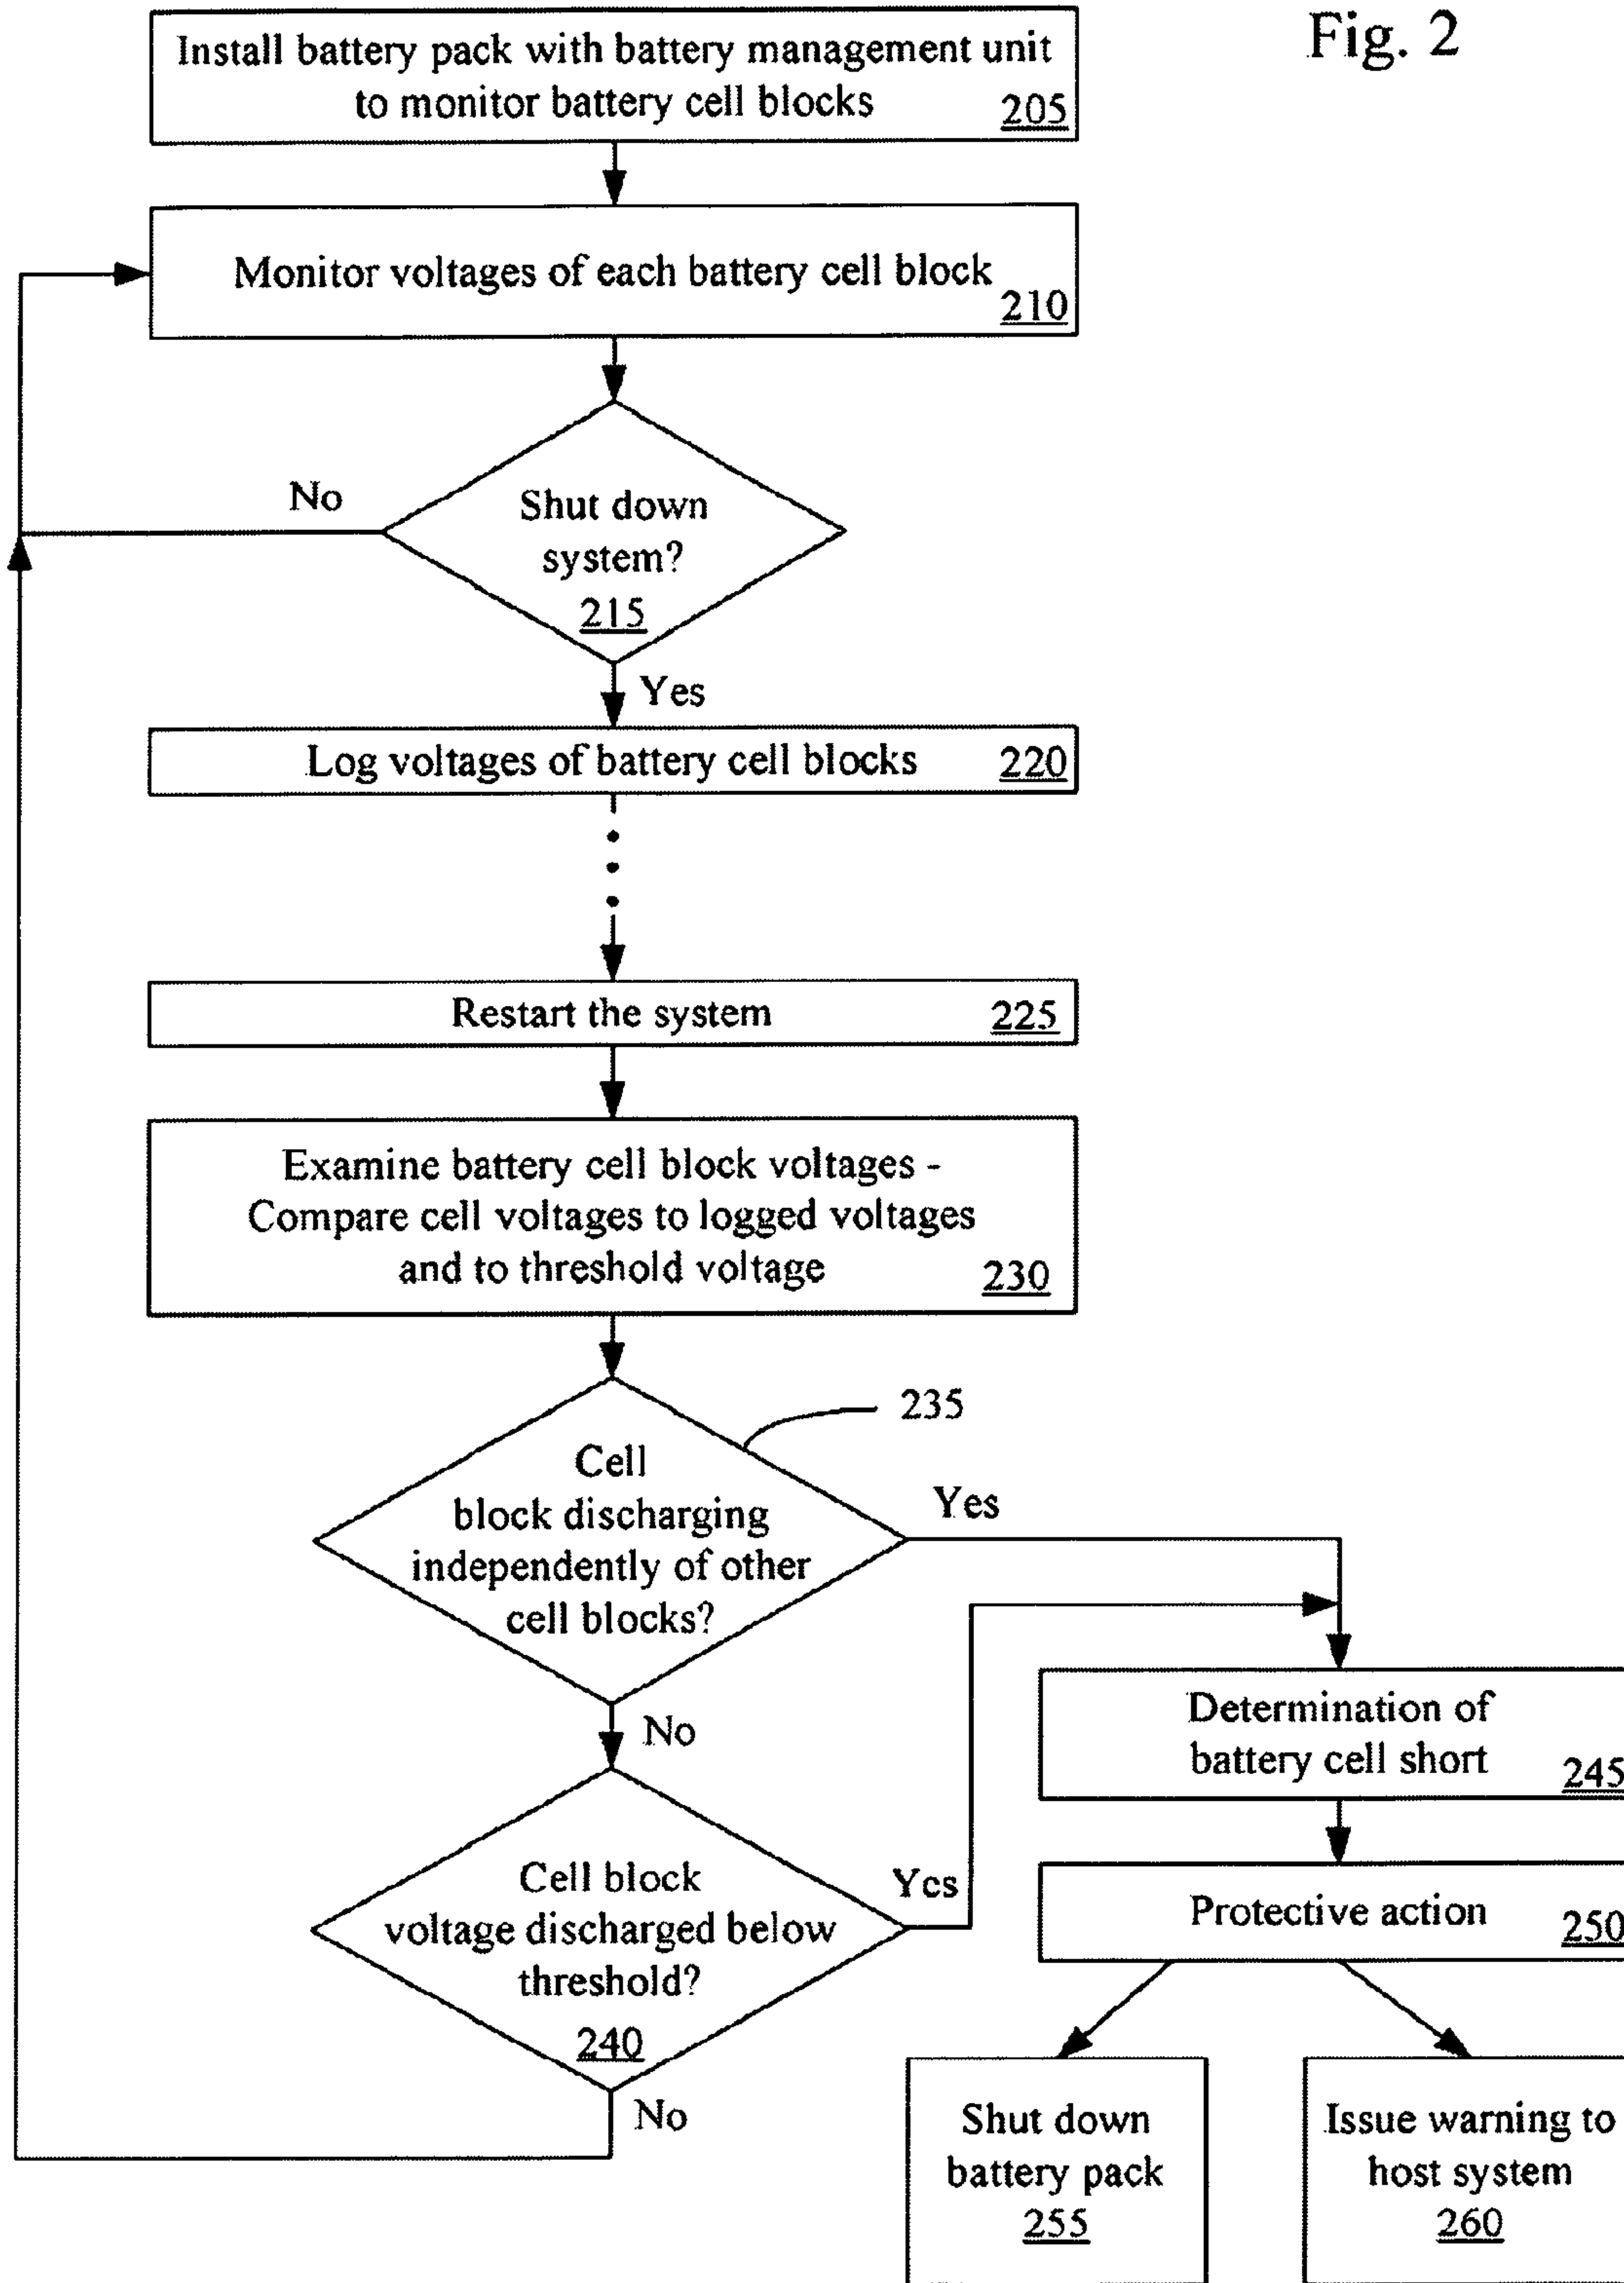 Fig. 2
Install battery pack with battery management unit
to monitor battery cell blocks
205
Monitor voltages of each battery cell block
210
No
Shut down
system?
215
Yes
Log voltages of battery cell blocks 220
Restart the system 225
Examine battery cell block voltages -
Compare cell voltages to logged voltages
and to threshold voltage
230
235
Cell
block discharging
independently of other
cell blocks?
Yes
No
Determination of
battery cell short
245
Cell block
voltage discharged below
threshold?
240
Yes
No
Protective action
250
Shut down
battery pack
255
Issue warning to
host system
260